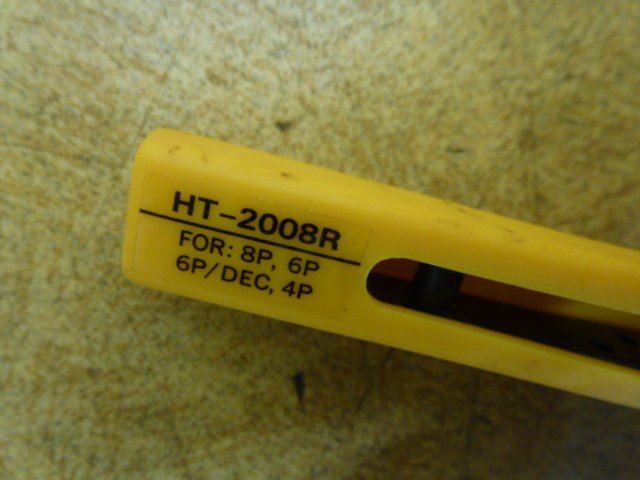 HT-2008R
FOR: 8P, 6P
6P/DEC, 4P